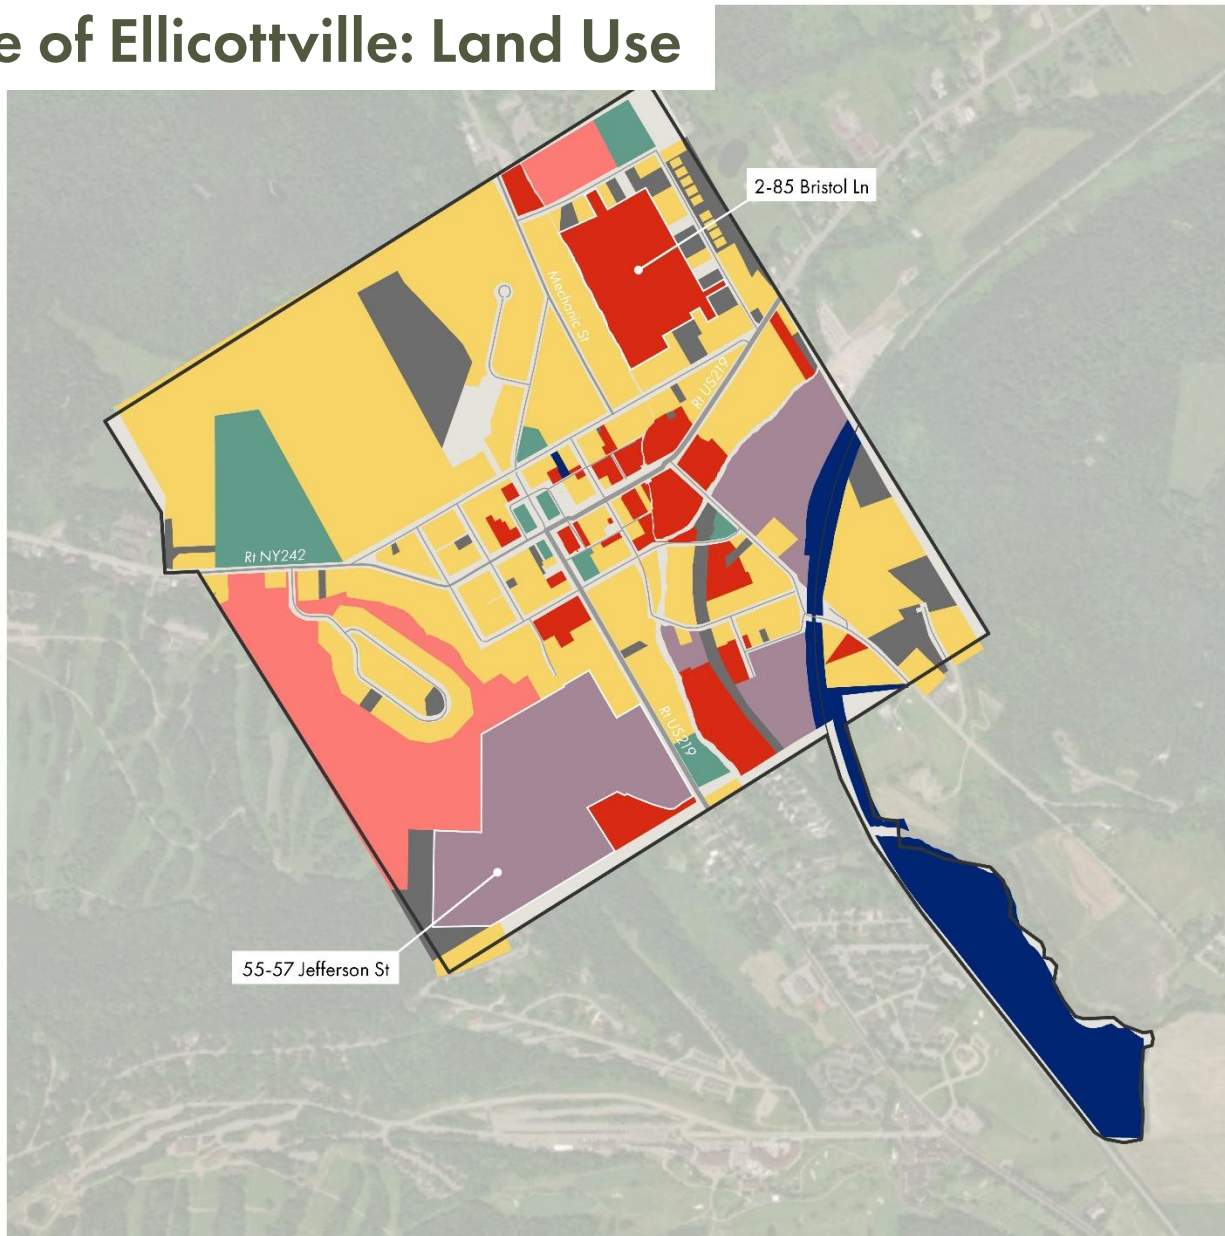 e of Ellicottville: Land Use
2-85 Bristol Ln
Mechanic St
Rt US219
Rt NY242
Rt US219
55-57 Jefferson St